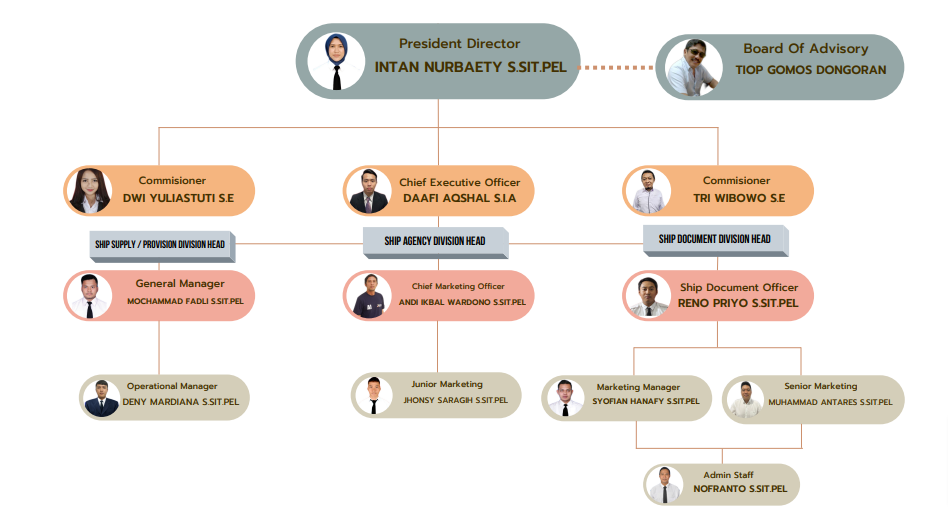 President Director
INTAN NURBAETY S.SIT.PEL
Board Of Advisory
TIOP GOMOS DONGORAN
Commisioner
DWI YULIASTUTI S.E
Chief Executive Officer
DAAFI AQSHAL S.I.A
Commisioner
TRI WIBOWO S.E
SHIP SUPPLY / PROVISION DIVISION HEAD
SHIP AGENCY DIVISION HEAD
SHIP DOCUMENT DIVISION HEAD
General Manager
MOCHAMMAD FADLI S.SIT.PEL
Chief Marketing Officer
ANDI IKBAL WARDONO S.SIT.PEL
Ship Document Officer
RENO PRIYO S.SIT.PEL
Operational Manager
DENY MARDIANA S.SIT.PEL
Junior Marketing
JHONSY SARAGIH S.SIT.PEL
Marketing Manager
SYOFIAN HANAFY S.SIT.PEL
Senior Marketing
MUHAMMAD ANTARES S.SIT.PEL
Admin Staff
NOFRANTO S.SIT.PEL